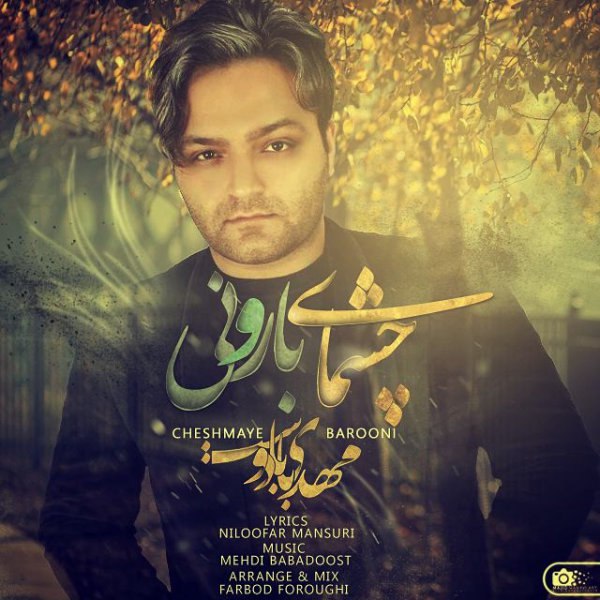 چشمای بارونی
CHESHMAYE BAROONI
مهدی بابادوست
LYRICS
NILOOFAR MANSURI
MUSIC
MEHDI BABADOOST
ARRANGE & MIX
FARBOD FOROUGHI